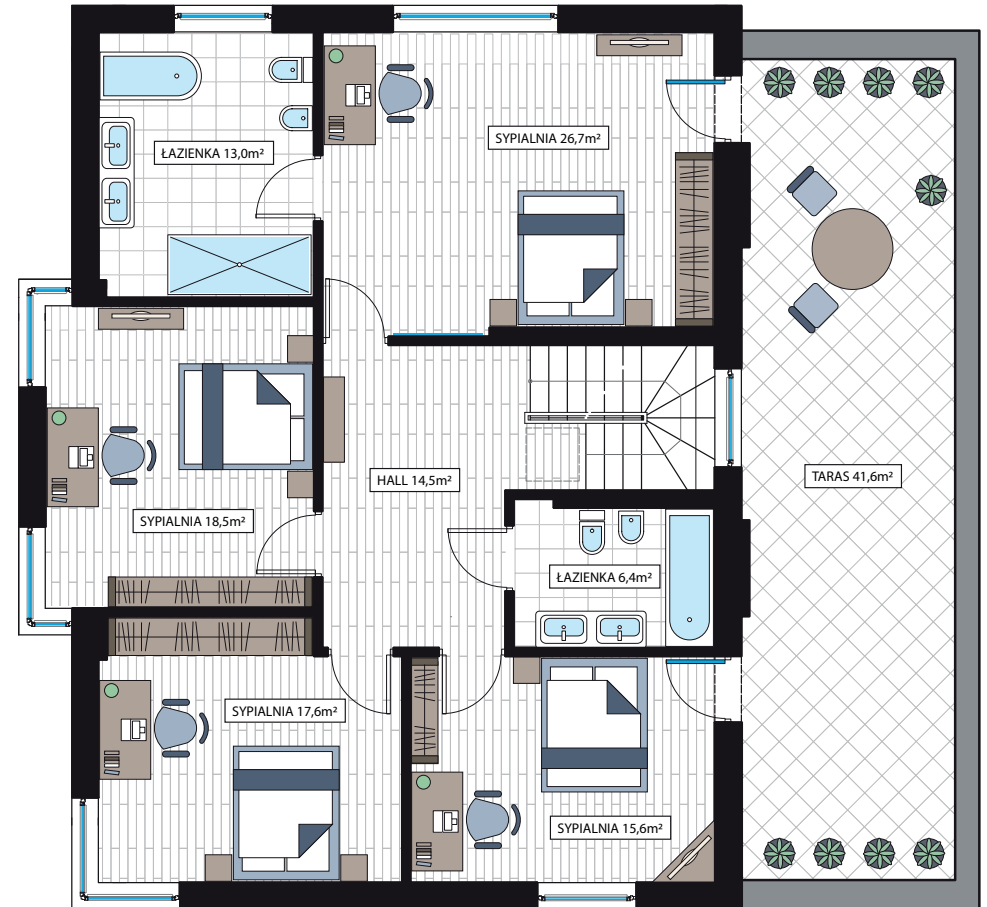 SYPIALNIA 26,7m²
ŁAZIENKA 13,0m²
HALL 14,5m²
TARAS 41,6m²
SYPIALNIA 18,5m²
ŁAZIENKA 6,4m²
SYPIALNIA 17,6m²
SYPIALNIA 15,6m²